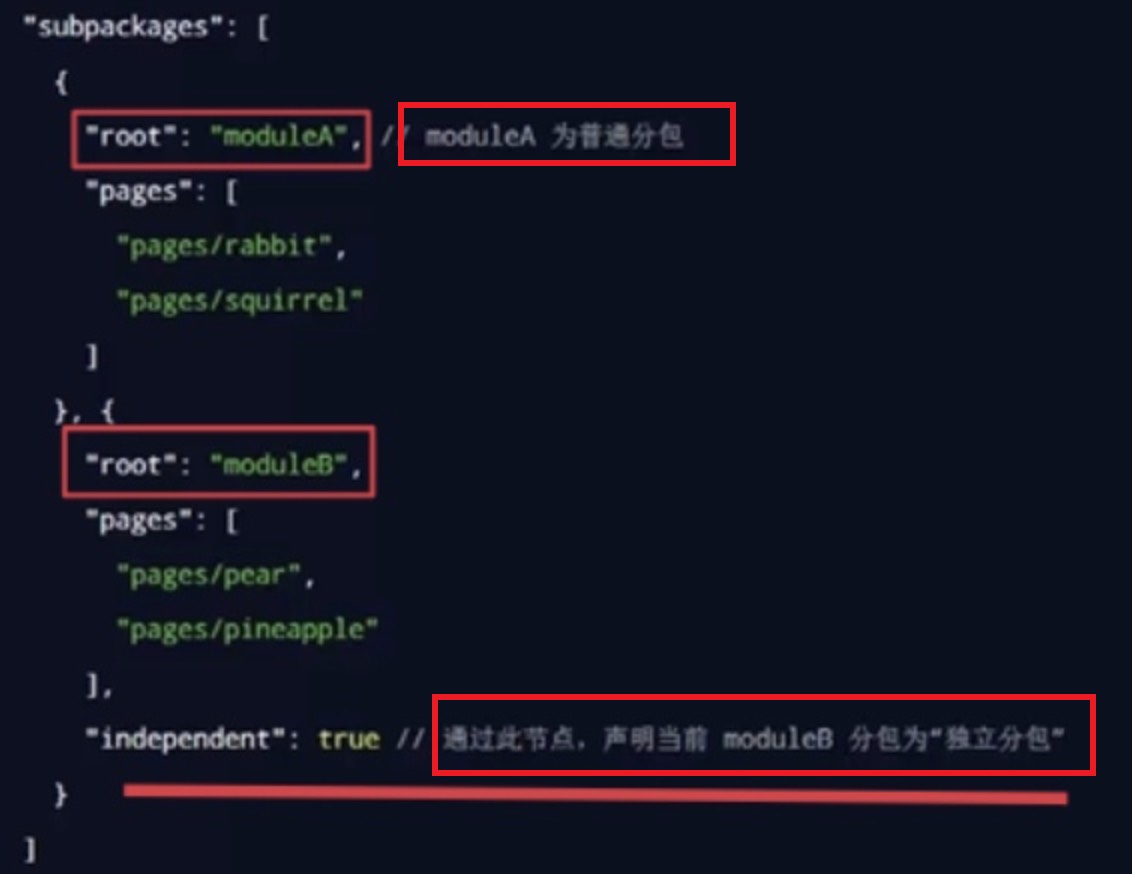 "subpackages": [
{
"root": "moduleA", // moduleA 为普通分包
"pages": [
"pages/rabbit",
"pages/squirrel"
]
}, {
"root": "moduleB",
"pages": [
"pages/pear",
"pages/pineapple"
],
"independent": true // 通过此节点，声明当前 moduleB 分包为“独立分包”
}
]